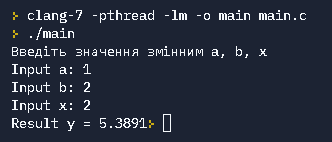 > clang-7 -pthread -lm -o main main.c
> ./main
Введіть значення змінним a, b, x
Input a: 1
Input b: 2
Input x: 2
Result y = 5.3891>